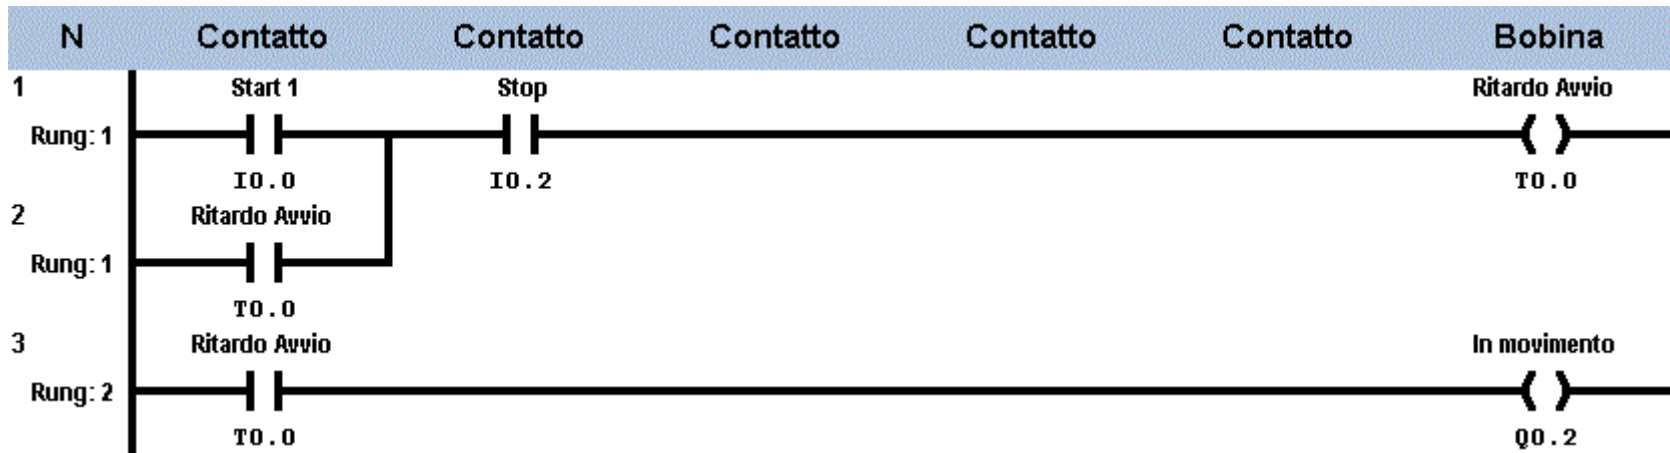 N Contatto Contatto Contatto Contatto Contatto Bobina
1 Start 1 Stop Ritardo Avvio
Rung: 1
I0.0 I0.2 T0.0
2 Ritardo Avvio
Rung: 1
T0.0
3 Ritardo Avvio In movimento
Rung: 2
T0.0 Q0.2